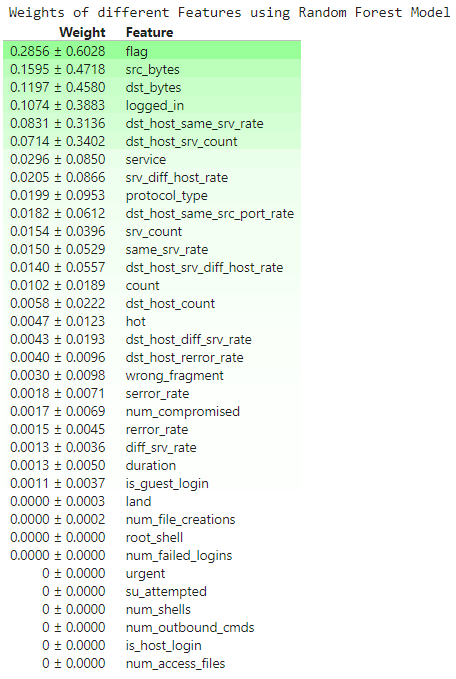 Weights of different Features using Random Forest Model
Weight Feature
0.2856 ± 0.6028 flag
0.1595 ± 0.4718 src_bytes
0.1197 ± 0.4580 dst_bytes
0.1074 ± 0.3883 logged_in
0.0831 ± 0.3136 dst_host_same_srv_rate
0.0714 ± 0.3402 dst_host_srv_count
0.0296 ± 0.0850 service
0.0205 ± 0.0866 srv_diff_host_rate
0.0199 ± 0.0953 protocol_type
0.0182 ± 0.0612 dst_host_same_src_port_rate
0.0154 ± 0.0396 srv_count
0.0150 ± 0.0529 same_srv_rate
0.0140 ± 0.0557 dst_host_srv_diff_host_rate
0.0102 ± 0.0189 count
0.0058 ± 0.0222 dst_host_count
0.0047 ± 0.0123 hot
0.0043 ± 0.0193 dst_host_diff_srv_rate
0.0040 ± 0.0096 dst_host_rerror_rate
0.0030 ± 0.0098 wrong_fragment
0.0018 ± 0.0071 serror_rate
0.0017 ± 0.0069 num_compromised
0.0015 ± 0.0045 rerror_rate
0.0013 ± 0.0036 diff_srv_rate
0.0013 ± 0.0050 duration
0.0011 ± 0.0037 is_guest_login
0.0000 ± 0.0003 land
0.0000 ± 0.0002 num_file_creations
0.0000 ± 0.0000 root_shell
0.0000 ± 0.0000 num_failed_logins
0 ± 0.0000 urgent
0 ± 0.0000 su_attempted
0 ± 0.0000 num_shells
0 ± 0.0000 num_outbound_cmds
0 ± 0.0000 is_host_login
0 ± 0.0000 num_access_files